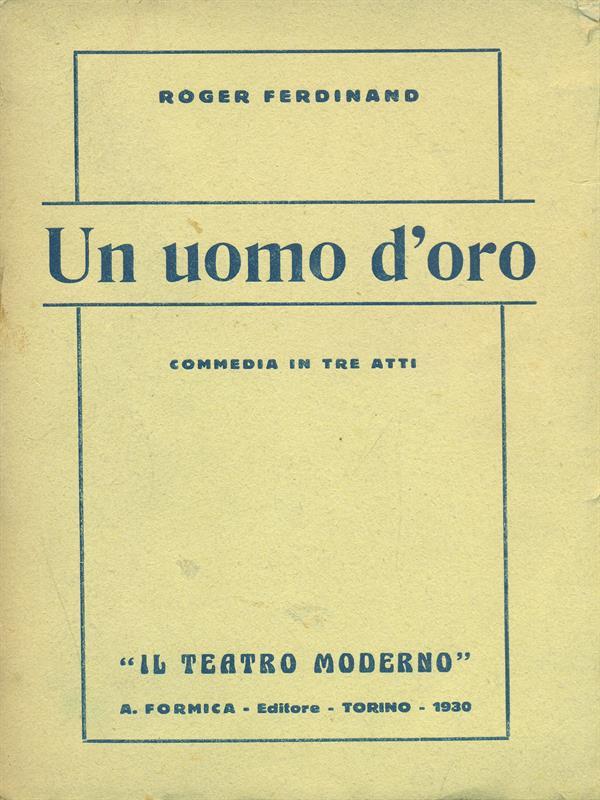 ROGER FERDINAND
Un uomo d'oro
COMMEDIA IN TRE ATTI
"IL TEATRO MODERNO"
A. FORMICA - Editore - TORINO - 1930